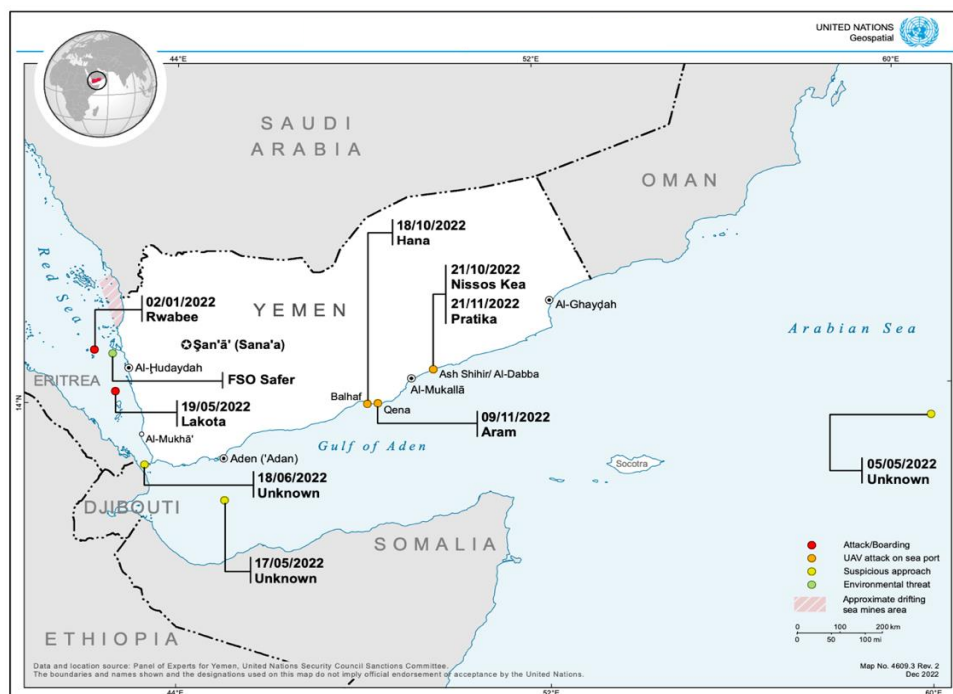 UNITED NATIONS
Geospatial
44°E
52°E
60°E
SAUDI
ARABIA
OMAN
18/10/2022
Hana
21/10/2022
Nissos Kea
21/11/2022
Pratika
Red Sea
02/01/2022
Rwabee
YEMEN
Al-Ghayḑah
Arabian Sea
Şan'ā' (Sana'a)
Al-Ḩudaydah
ERITREA
FSO Safer
Ash Shihir/ Al-Dabba
Al-Mukallā
14°N
19/05/2022
Lakota
Balhaf
Qena
09/11/2022
Aram
Al-Mukhā'
Gulf of Aden
Aden ('Adan)
Socotra
05/05/2022
Unknown
18/06/2022
Unknown
DJIBOUTI
SOMALIA
17/05/2022
Unknown
Attack/Boarding
UAV attack on sea port
Suspicious approach
Environmental threat
Approximate drifting
sea mines area
0 50 100 200 km
0 50 100 mi
ETHIOPIA
Data and location source: Panel of Experts for Yemen, United Nations Security Council Sanctions Committee.
The boundaries and names shown and the designations used on this map do not imply official endorsement or acceptance by the United Nations.
Map No. 4609.3 Rev. 2
Dec 2022
44°E
52°E
60°E